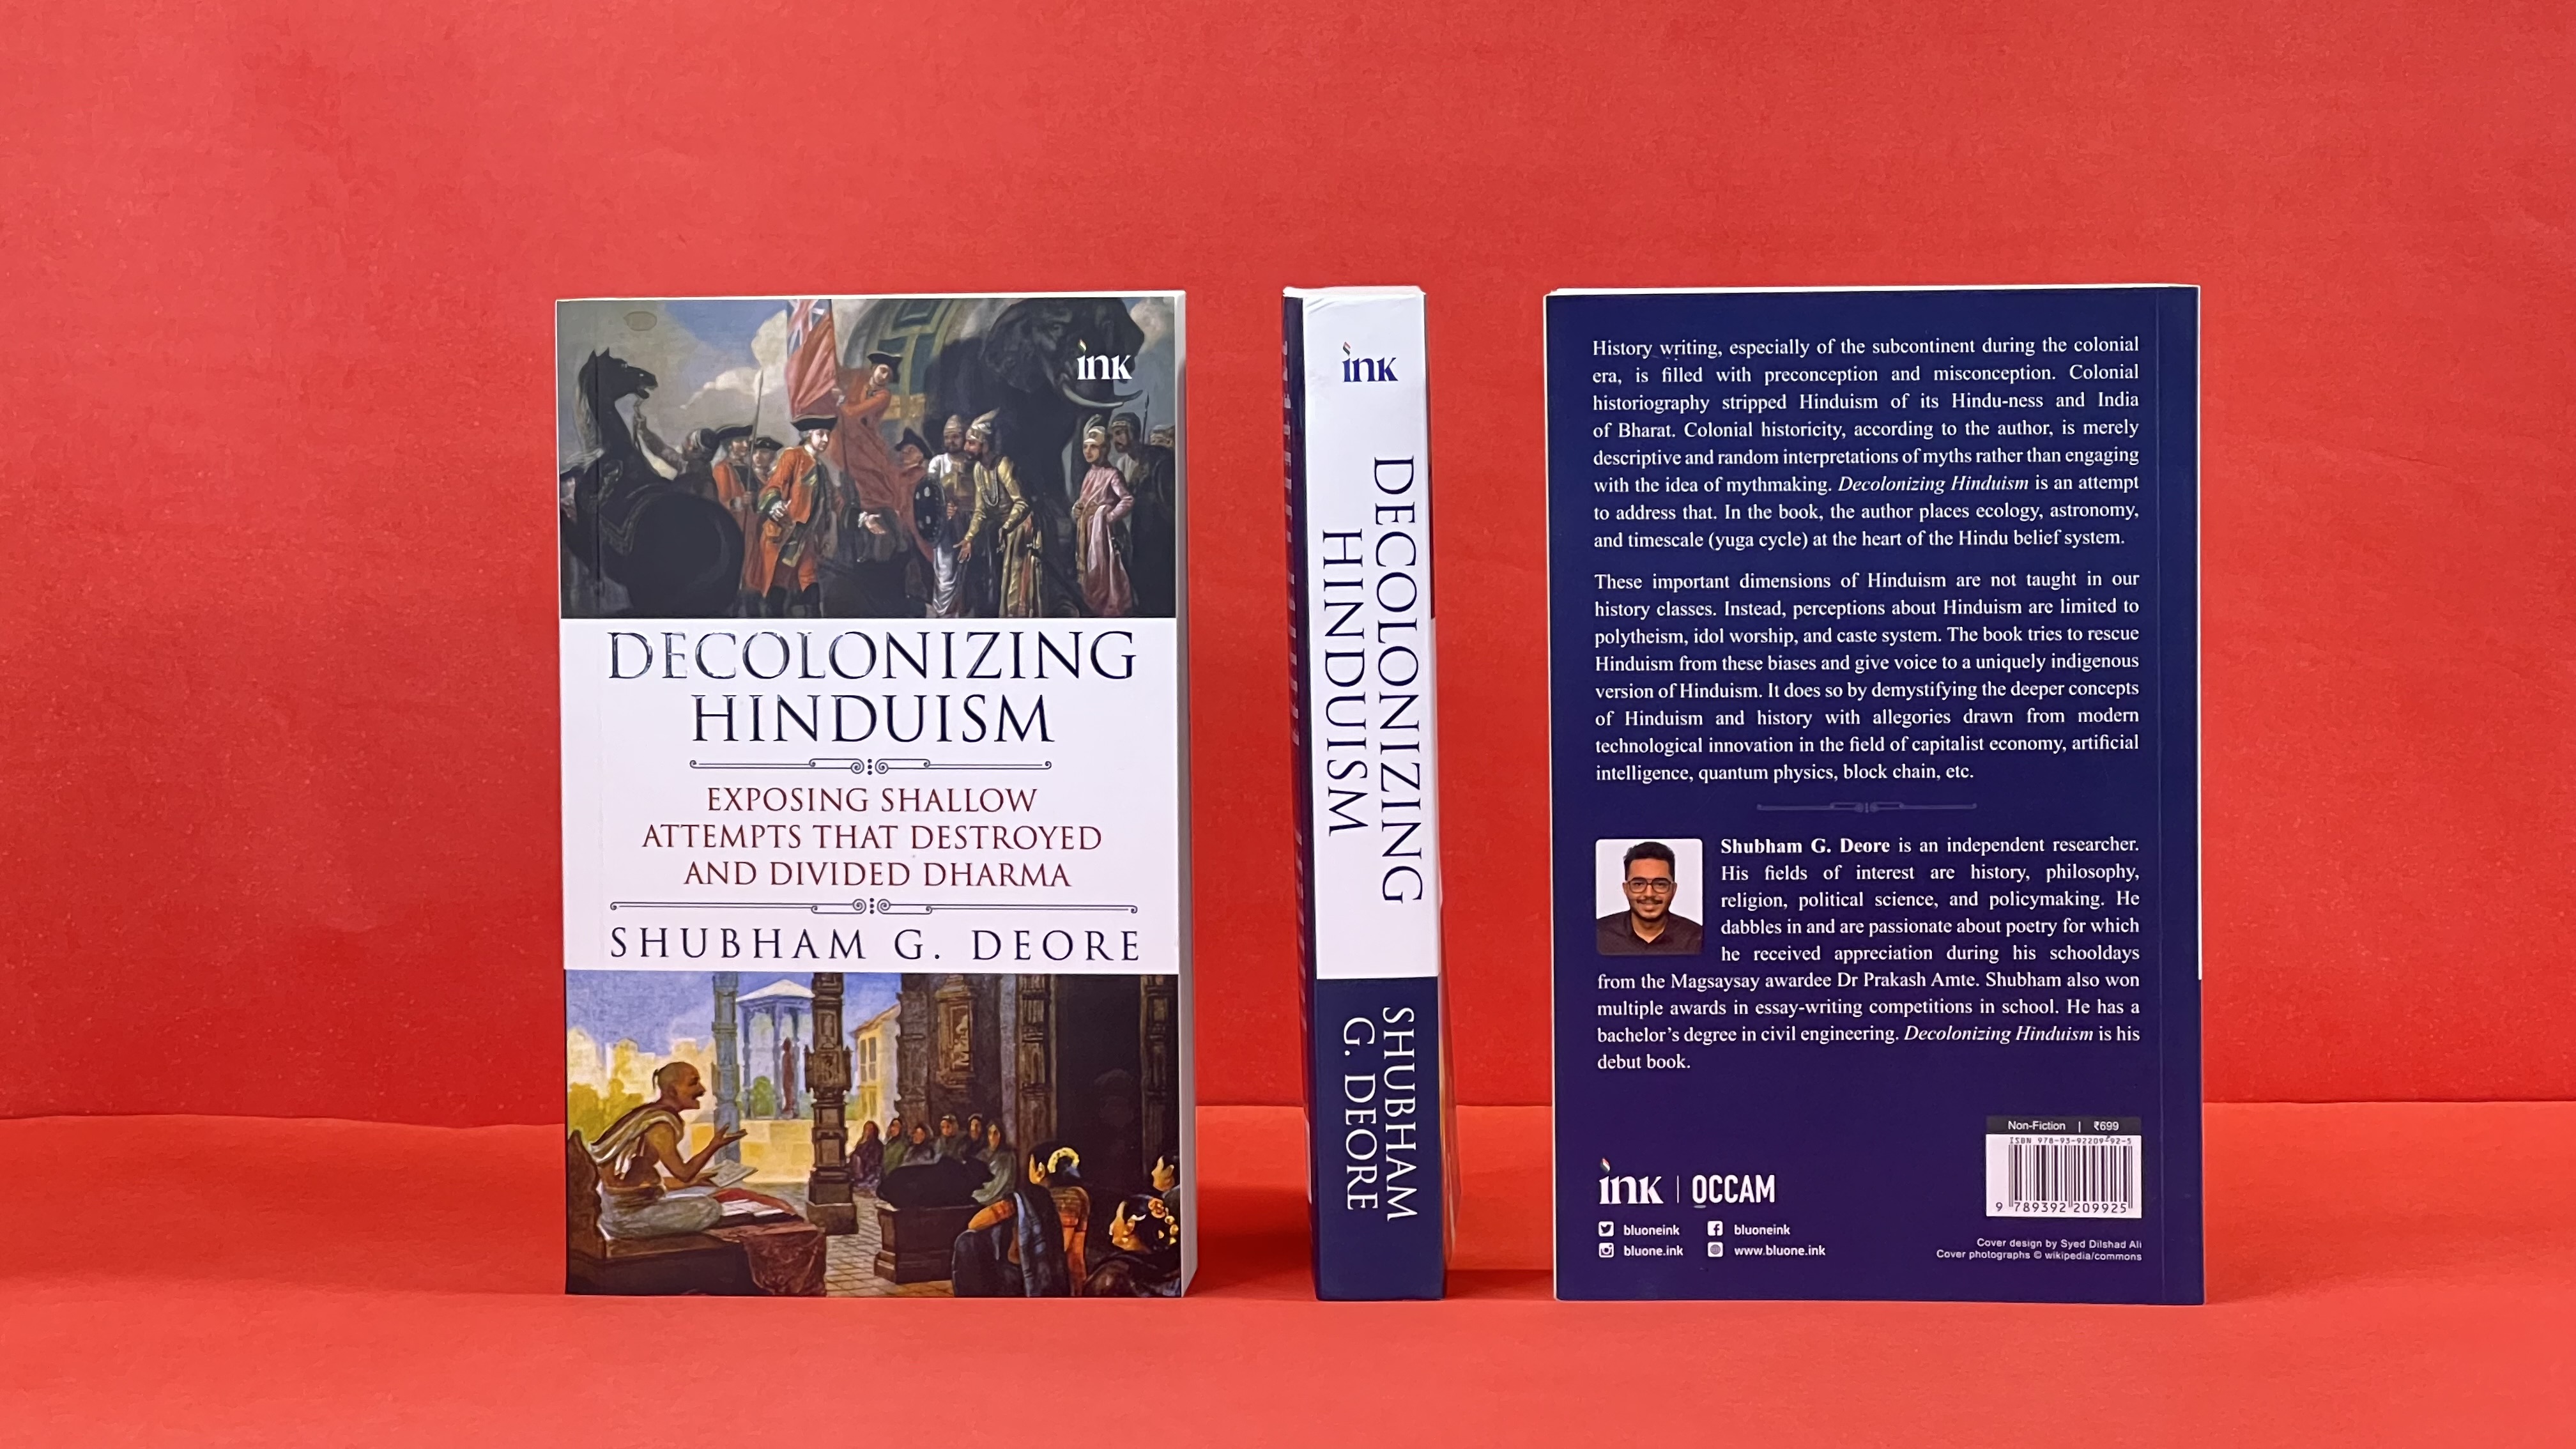 ink
DECOLONIZING
HINDUISM
EXPOSING SHALLOW
ATTEMPTS THAT DESTROYED
AND DIVIDED DHARMA
SHUBHAM G. DEORE
ink
DECOLONIZING
HINDUISM
SHUBHAM
G. DEORE
History writing, especially of the subcontinent during the colonial
era, is filled with preconception and misconception. Colonial
historiography stripped Hinduism of its Hindu-ness and India
of Bharat. Colonial historicity, according to the author, is merely
descriptive and random interpretations of myths rather than engaging
with the idea of mythmaking. Decolonizing Hinduism is an attempt
to address that. In the book, the author places ecology, astronomy,
and timescale (yuga cycle) at the heart of the Hindu belief system.
These important dimensions of Hinduism are not taught in our
history classes. Instead, perceptions about Hinduism are limited to
polytheism, idol worship, and caste system. The book tries to rescue
Hinduism from these biases and give voice to a uniquely indigenous
version of Hinduism. It does so by demystifying the deeper concepts
of Hinduism and history with allegories drawn from modern
technological innovation in the field of capitalist economy, artificial
intelligence, quantum physics, block chain, etc.
Shubham G. Deore is an independent researcher.
His fields of interest are history, philosophy,
religion, political science, and policymaking. He
dabbles in and are passionate about poetry for which
he received appreciation during his schooldays
from the Magsaysay awardee Dr Prakash Amte. Shubham also won
multiple awards in essay-writing competitions in school. He has a
bachelor's degree in civil engineering. Decolonizing Hinduism is his
debut book.
Non-Fiction | ₹699
ISBN 978-93-92209-92-5
9 789392 209925
ink | OCCAM
bluoneink bluoneink
bluone.ink www.bluone.ink
Cover design by Syed Dilshad Ali
Cover photographs © wikipedia/commons